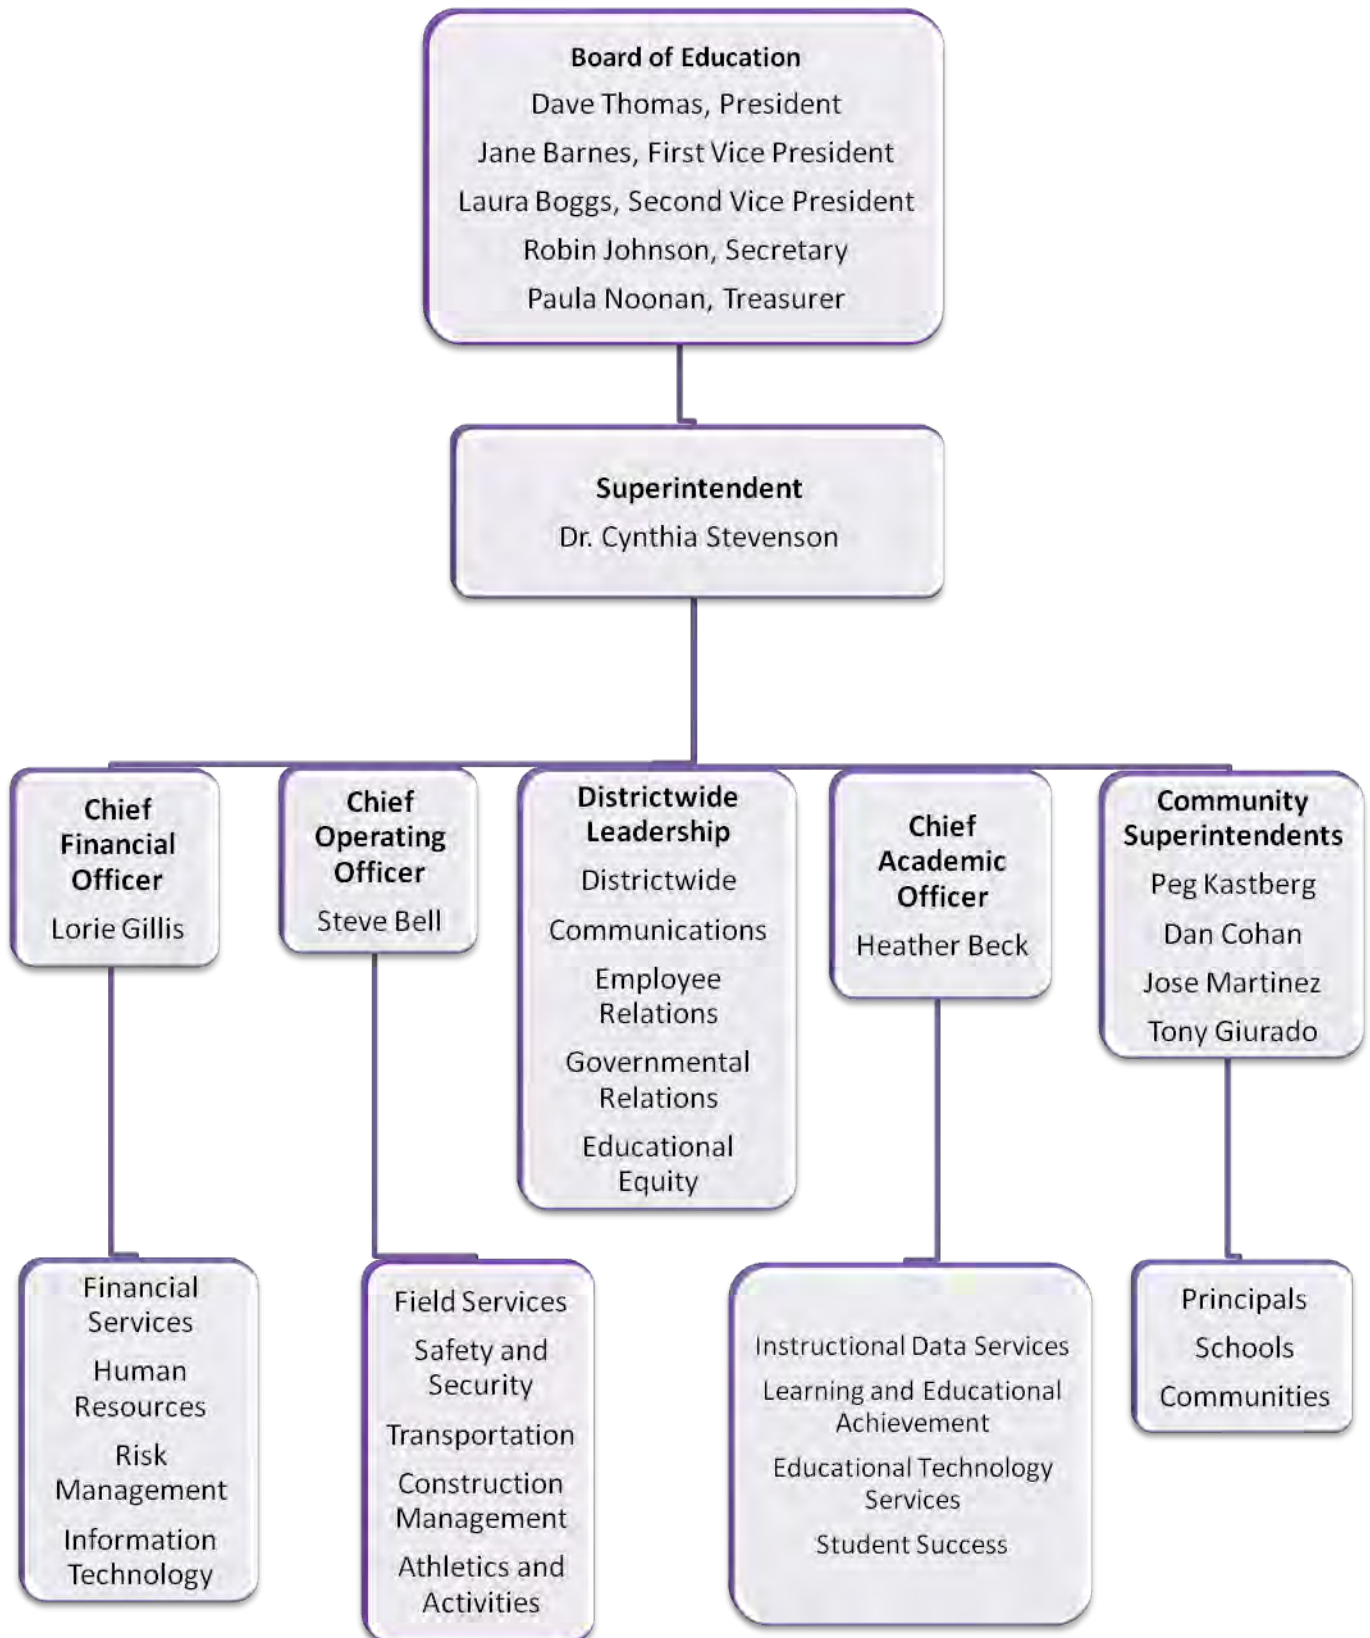 Board of Education
Dave Thomas, President
Jane Barnes, First Vice President
Laura Boggs, Second Vice President
Robin Johnson, Secretary
Paula Noonan, Treasurer
Superintendent
Dr. Cynthia Stevenson
Chief
Financial
Officer
Lorie Gillis
Chief
Operating
Officer
Steve Bell
Districtwide
Leadership
Districtwide
Communications
Employee
Relations
Governmental
Relations
Educational
Equity
Chief
Academic
Officer
Heather Beck
Community
Superintendents
Peg Kastberg
Dan Cohan
Jose Martinez
Tony Giurado
Financial
Services
Human
Resources
Risk
Management
Information
Technology
Field Services
Safety and
Security
Transportation
Construction
Management
Athletics and
Activities
Instructional Data Services
Learning and Educational
Achievement
Educational Technology
Services
Student Success
Principals
Schools
Communities